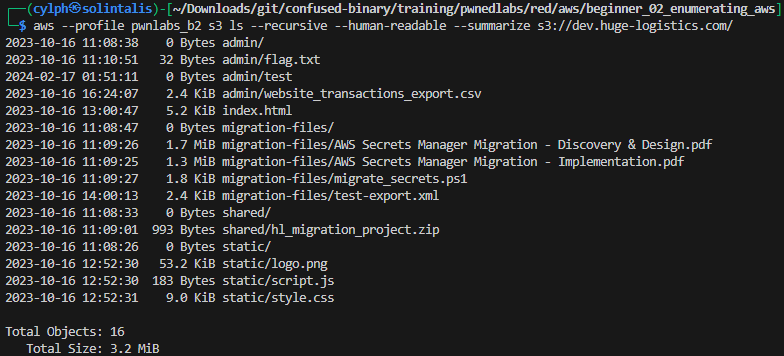 ┌──(cylph㉿solintalis)-[~/Downloads/git/confused-binary/training/pwnedlabs/red/aws/beginner_02_enumerating_aws]
└─$ aws --profile pwnlabs_b2 s3 ls --recursive --human-readable --summarize s3://dev.huge-logistics.com/
2023-10-16 11:08:38    0 Bytes admin/
2023-10-16 11:10:51   32 Bytes admin/flag.txt
2024-02-17 01:51:11    0 Bytes admin/test
2023-10-16 16:24:07    2.4 KiB admin/website_transactions_export.csv
2023-10-16 13:00:47    5.2 KiB index.html
2023-10-16 11:08:47    0 Bytes migration-files/
2023-10-16 11:09:26    1.7 MiB migration-files/AWS Secrets Manager Migration - Discovery & Design.pdf
2023-10-16 11:09:25    1.3 MiB migration-files/AWS Secrets Manager Migration - Implementation.pdf
2023-10-16 11:09:27    1.8 KiB migration-files/migrate_secrets.ps1
2023-10-16 14:00:13    2.4 KiB migration-files/test-export.xml
2023-10-16 11:08:33    0 Bytes shared/
2023-10-16 11:09:01  993 Bytes shared/hl_migration_project.zip
2023-10-16 11:08:26    0 Bytes static/
2023-10-16 12:52:30   53.2 KiB static/logo.png
2023-10-16 12:52:30  183 Bytes static/script.js
2023-10-16 12:52:31    9.0 KiB static/style.css
Total Objects: 16
   Total Size: 3.2 MiB